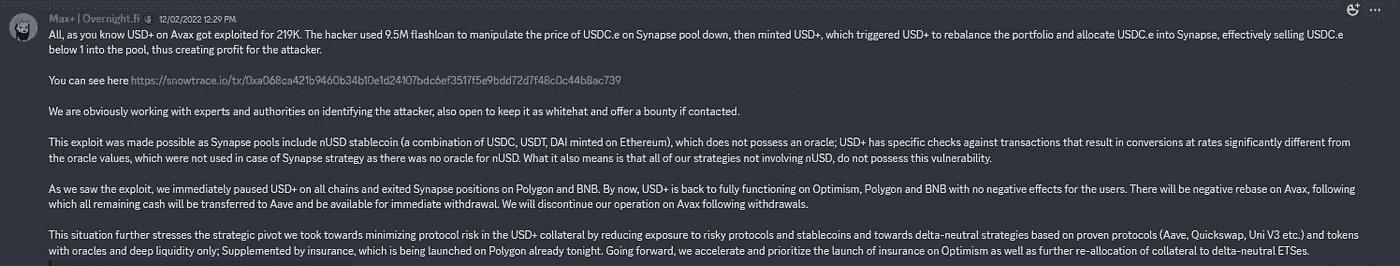 Max+ | Overnight.fi 12/02/2022 12:29 PM
All, as you know USD+ on Avax got exploited for 219K. The hacker used 9.5M flashloan to manipulate the price of USDC.e on Synapse pool down, then minted USD+, which triggered USD+ to rebalance the portfolio and allocate USDC.e into Synapse, effectively selling USDC.e
below 1 into the pool, thus creating profit for the attacker.
You can see here https://snowtrace.io/tx/0xa068ca421b9460b34b10e1d24107bdc6ef3517f5e9bdd72d7f48c0c44b8ac739
We are obviously working with experts and authorities on identifying the attacker, also open to keep it as whitehat and offer a bounty if contacted.
This exploit was made possible as Synapse pools include nUSD stablecoin (a combination of USDC, USDT, DAI minted on Ethereum), which does not possess an oracle; USD+ has specific checks against transactions that result in conversions at rates significantly different from
the oracle values, which were not used in case of Synapse strategy as there was no oracle for nUSD. What it also means is that all of our strategies not involving nUSD, do not possess this vulnerability.
As we saw the exploit, we immediately paused USD+ on all chains and exited Synapse positions on Polygon and BNB. By now, USD+ is back to fully functioning on Optimism, Polygon and BNB with no negative effects for the users. There will be negative rebase on Avax, following
which all remaining cash will be transferred to Aave and be available for immediate withdrawal. We will discontinue our operation on Avax following withdrawals.
This situation further stresses the strategic pivot we took towards minimizing protocol risk in the USD+ collateral by reducing exposure to risky protocols and stablecoins and towards delta-neutral strategies based on proven protocols (Aave, Quickswap, Uni V3 etc.) and tokens
with oracles and deep liquidity only; Supplemented by insurance, which is being launched on Polygon already tonight. Going forward, we accelerate and prioritize the launch of insurance on Optimism as well as further re-allocation of collateral to delta-neutral ETSes.